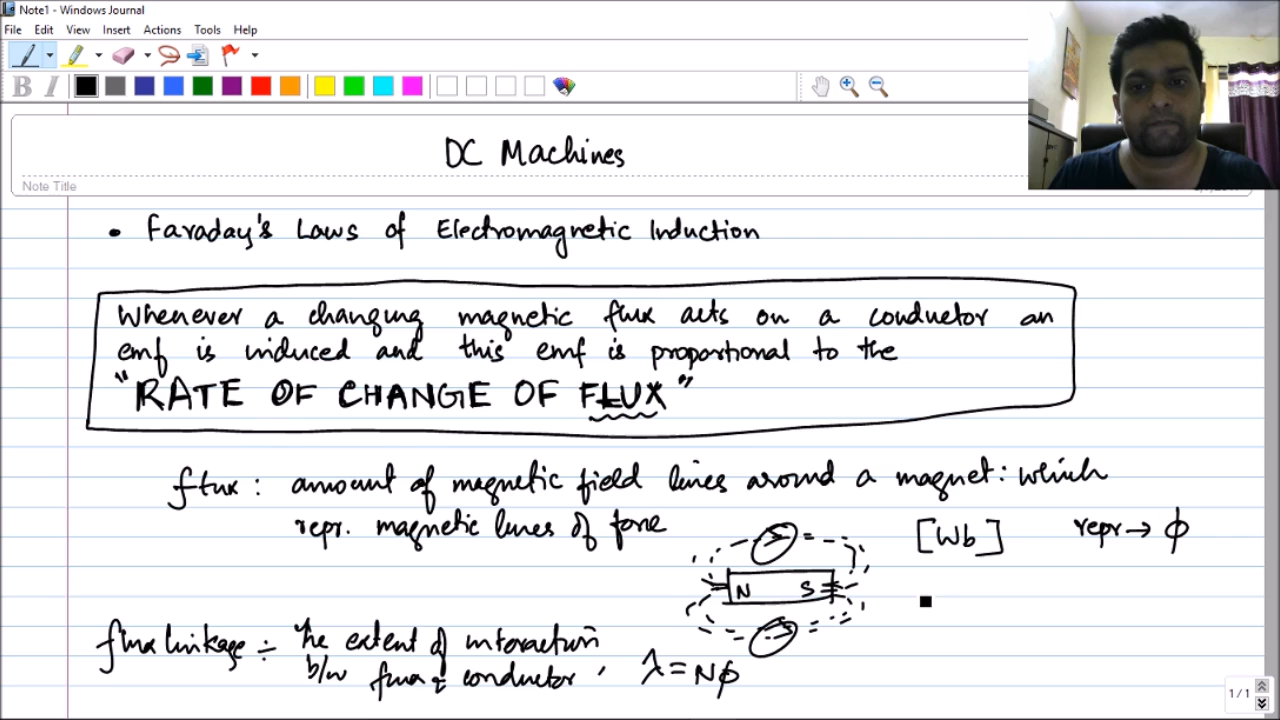 Note1 - Windows Journal
File Edit View Insert Actions Tools Help
B I
DC Machines
Note Title
• Faraday's Laws of Electromagnetic Induction
Whenever a changing magnetic flux acts on a conductor an
emf is induced and this emf is proportional to the
"RATE OF CHANGE OF FLUX"
flux : amount of magnetic field lines around a magnet : which
repr. magnetic lines of force
[Wb] repr → ϕ
N S
flux linkage ÷ The extent of interaction
b/w flux & conductor
λ = Nϕ
1 / 1